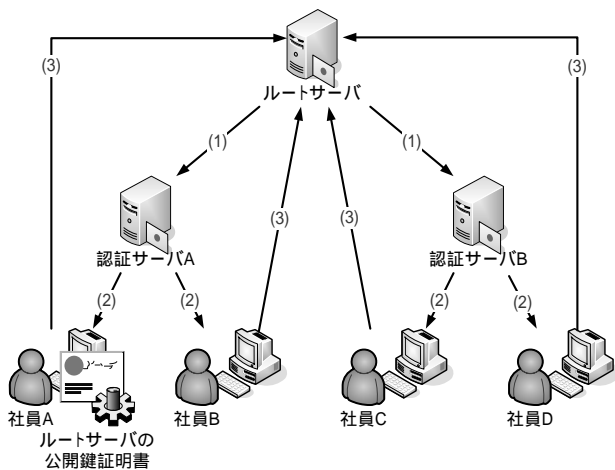 (3)
(3)
ルートサーバ
(1)
(1)
(3)
(3)
認証サーバA
認証サーバB
(2)
(2)
(2)
(2)
社員A
社員B
社員C
社員D
ルートサーバの
公開鍵証明書